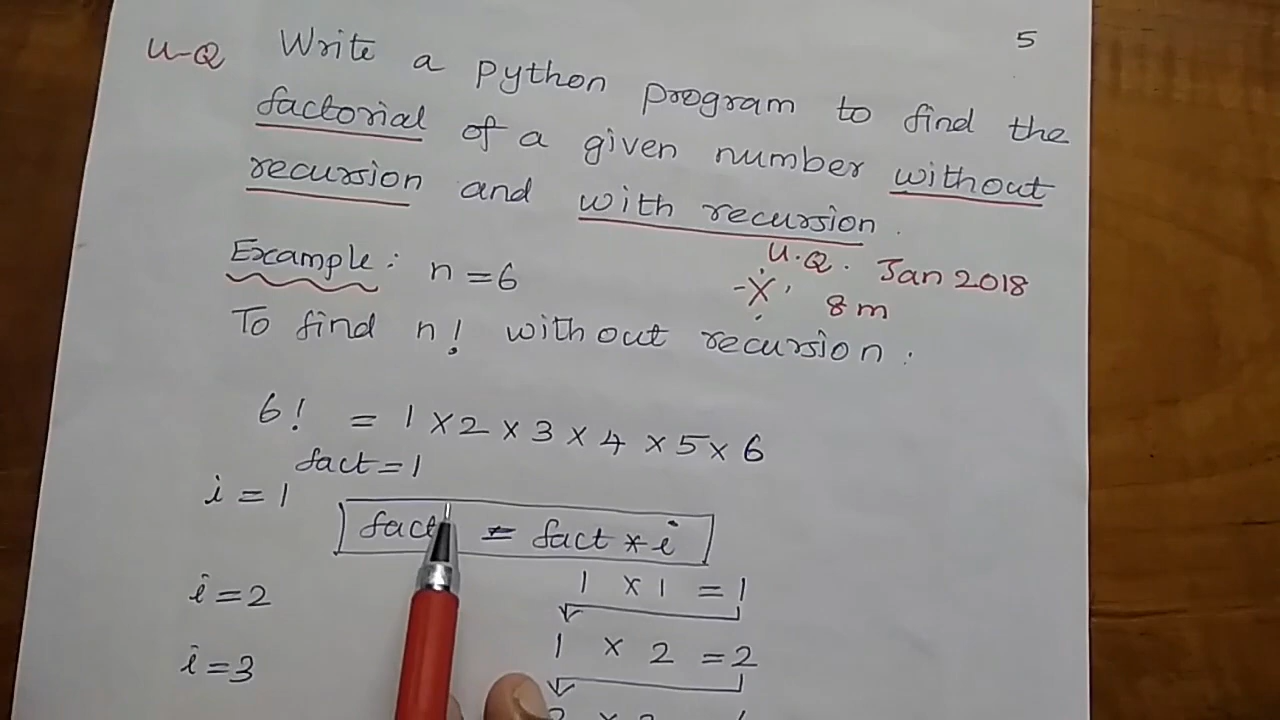 5
U-Q Write a python program to find the
factorial of a given number without
recursion and with recursion.
U.Q. Jan 2018
Example: n=6
8m
To find n! without recursion:
6! = 1 x 2 x 3 x 4 x 5 x 6
fact = 1
i = 1
fact = fact * i
1 x 1 = 1
i = 2
1 x 2 = 2
i = 3